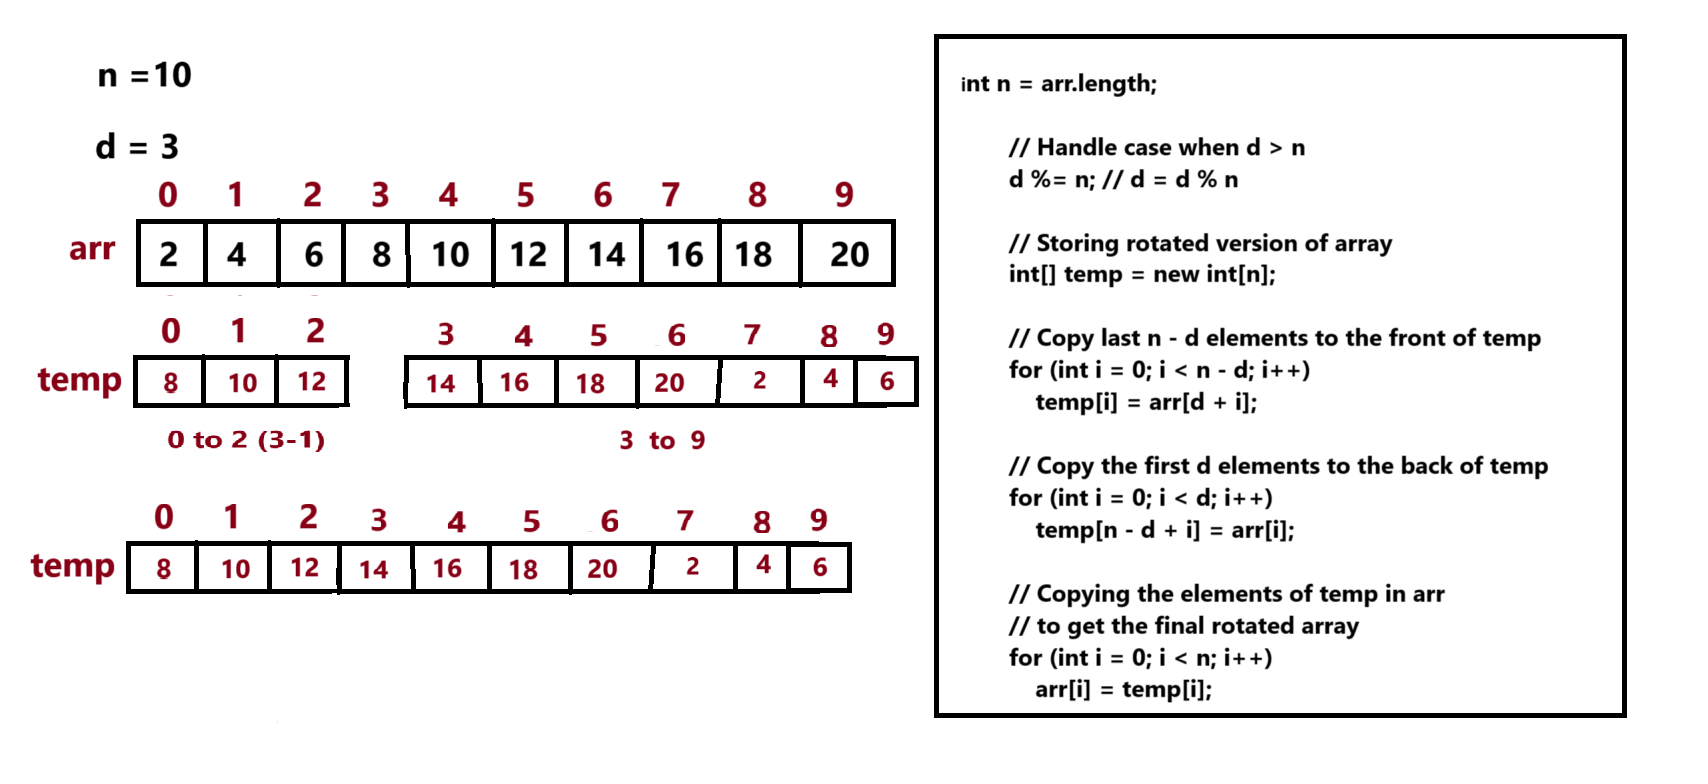 n =10
d = 3
0 1 2 3 4 5 6 7 8 9
arr 2 4 6 8 10 12 14 16 18 20
0 1 2 3 4 5 6 7 8 9
temp 8 10 12 14 16 18 20 2 4 6
0 to 2 (3-1) 3 to 9
0 1 2 3 4 5 6 7 8 9
temp 8 10 12 14 16 18 20 2 4 6
int n = arr.length;
// Handle case when d > n
d %= n; // d = d % n
// Storing rotated version of array
int[] temp = new int[n];
// Copy last n - d elements to the front of temp
for (int i = 0; i < n - d; i++)
temp[i] = arr[d + i];
// Copy the first d elements to the back of temp
for (int i = 0; i < d; i++)
temp[n - d + i] = arr[i];
// Copying the elements of temp in arr
// to get the final rotated array
for (int i = 0; i < n; i++)
arr[i] = temp[i];